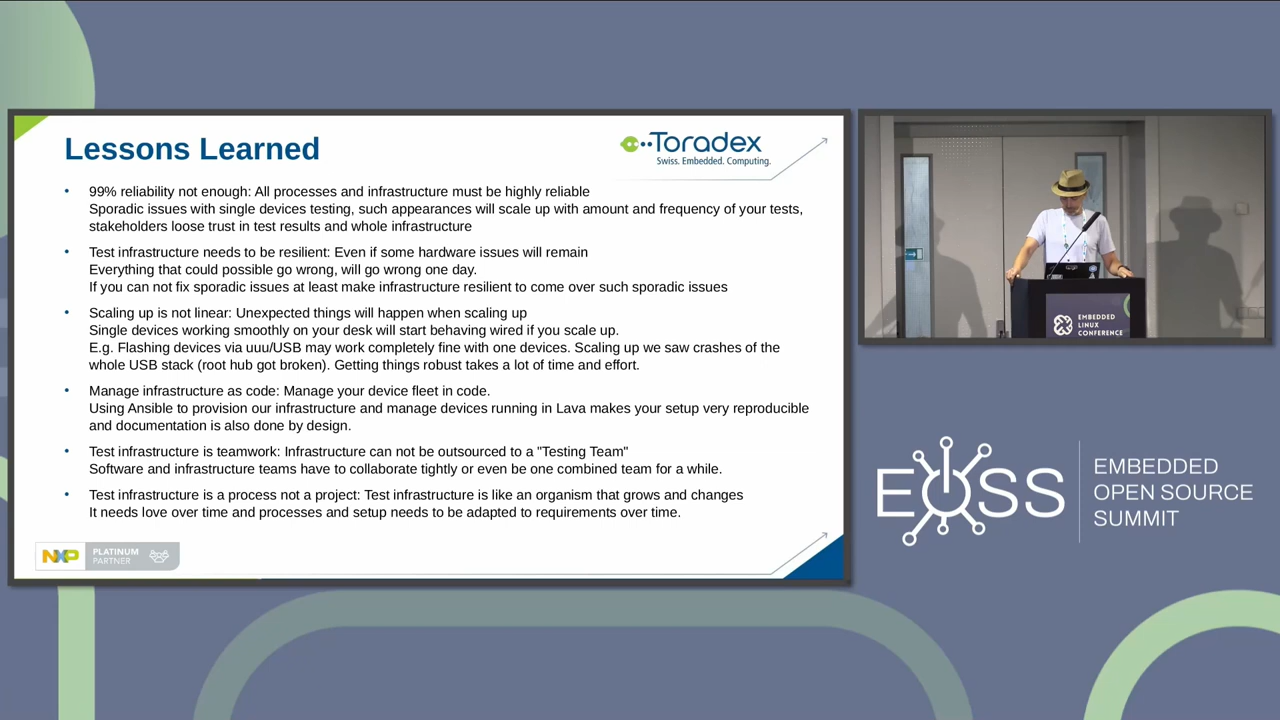 Lessons Learned
Toradex
Swiss. Embedded. Computing.
• 99% reliability not enough: All processes and infrastructure must be highly reliable
Sporadic issues with single devices testing, such appearances will scale up with amount and frequency of your tests,
stakeholders loose trust in test results and whole infrastructure
• Test infrastructure needs to be resilient: Even if some hardware issues will remain
Everything that could possible go wrong, will go wrong one day.
If you can not fix sporadic issues at least make infrastructure resilient to come over such sporadic issues
• Scaling up is not linear: Unexpected things will happen when scaling up
Single devices working smoothly on your desk will start behaving wired if you scale up.
E.g. Flashing devices via uuu/USB may work completely fine with one devices. Scaling up we saw crashes of the
whole USB stack (root hub got broken). Getting things robust takes a lot of time and effort.
• Manage infrastructure as code: Manage your device fleet in code.
Using Ansible to provision our infrastructure and manage devices running in Lava makes your setup very reproducible
and documentation is also done by design.
• Test infrastructure is teamwork: Infrastructure can not be outsourced to a "Testing Team"
Software and infrastructure teams have to collaborate tightly or even be one combined team for a while.
• Test infrastructure is a process not a project: Test infrastructure is like an organism that grows and changes
It needs love over time and processes and setup needs to be adapted to requirements over time.
NXP
PLATINUM
PARTNER
EMBEDDED
LINUX
CONFERENCE
EOSS
EMBEDDED
OPEN SOURCE
SUMMIT